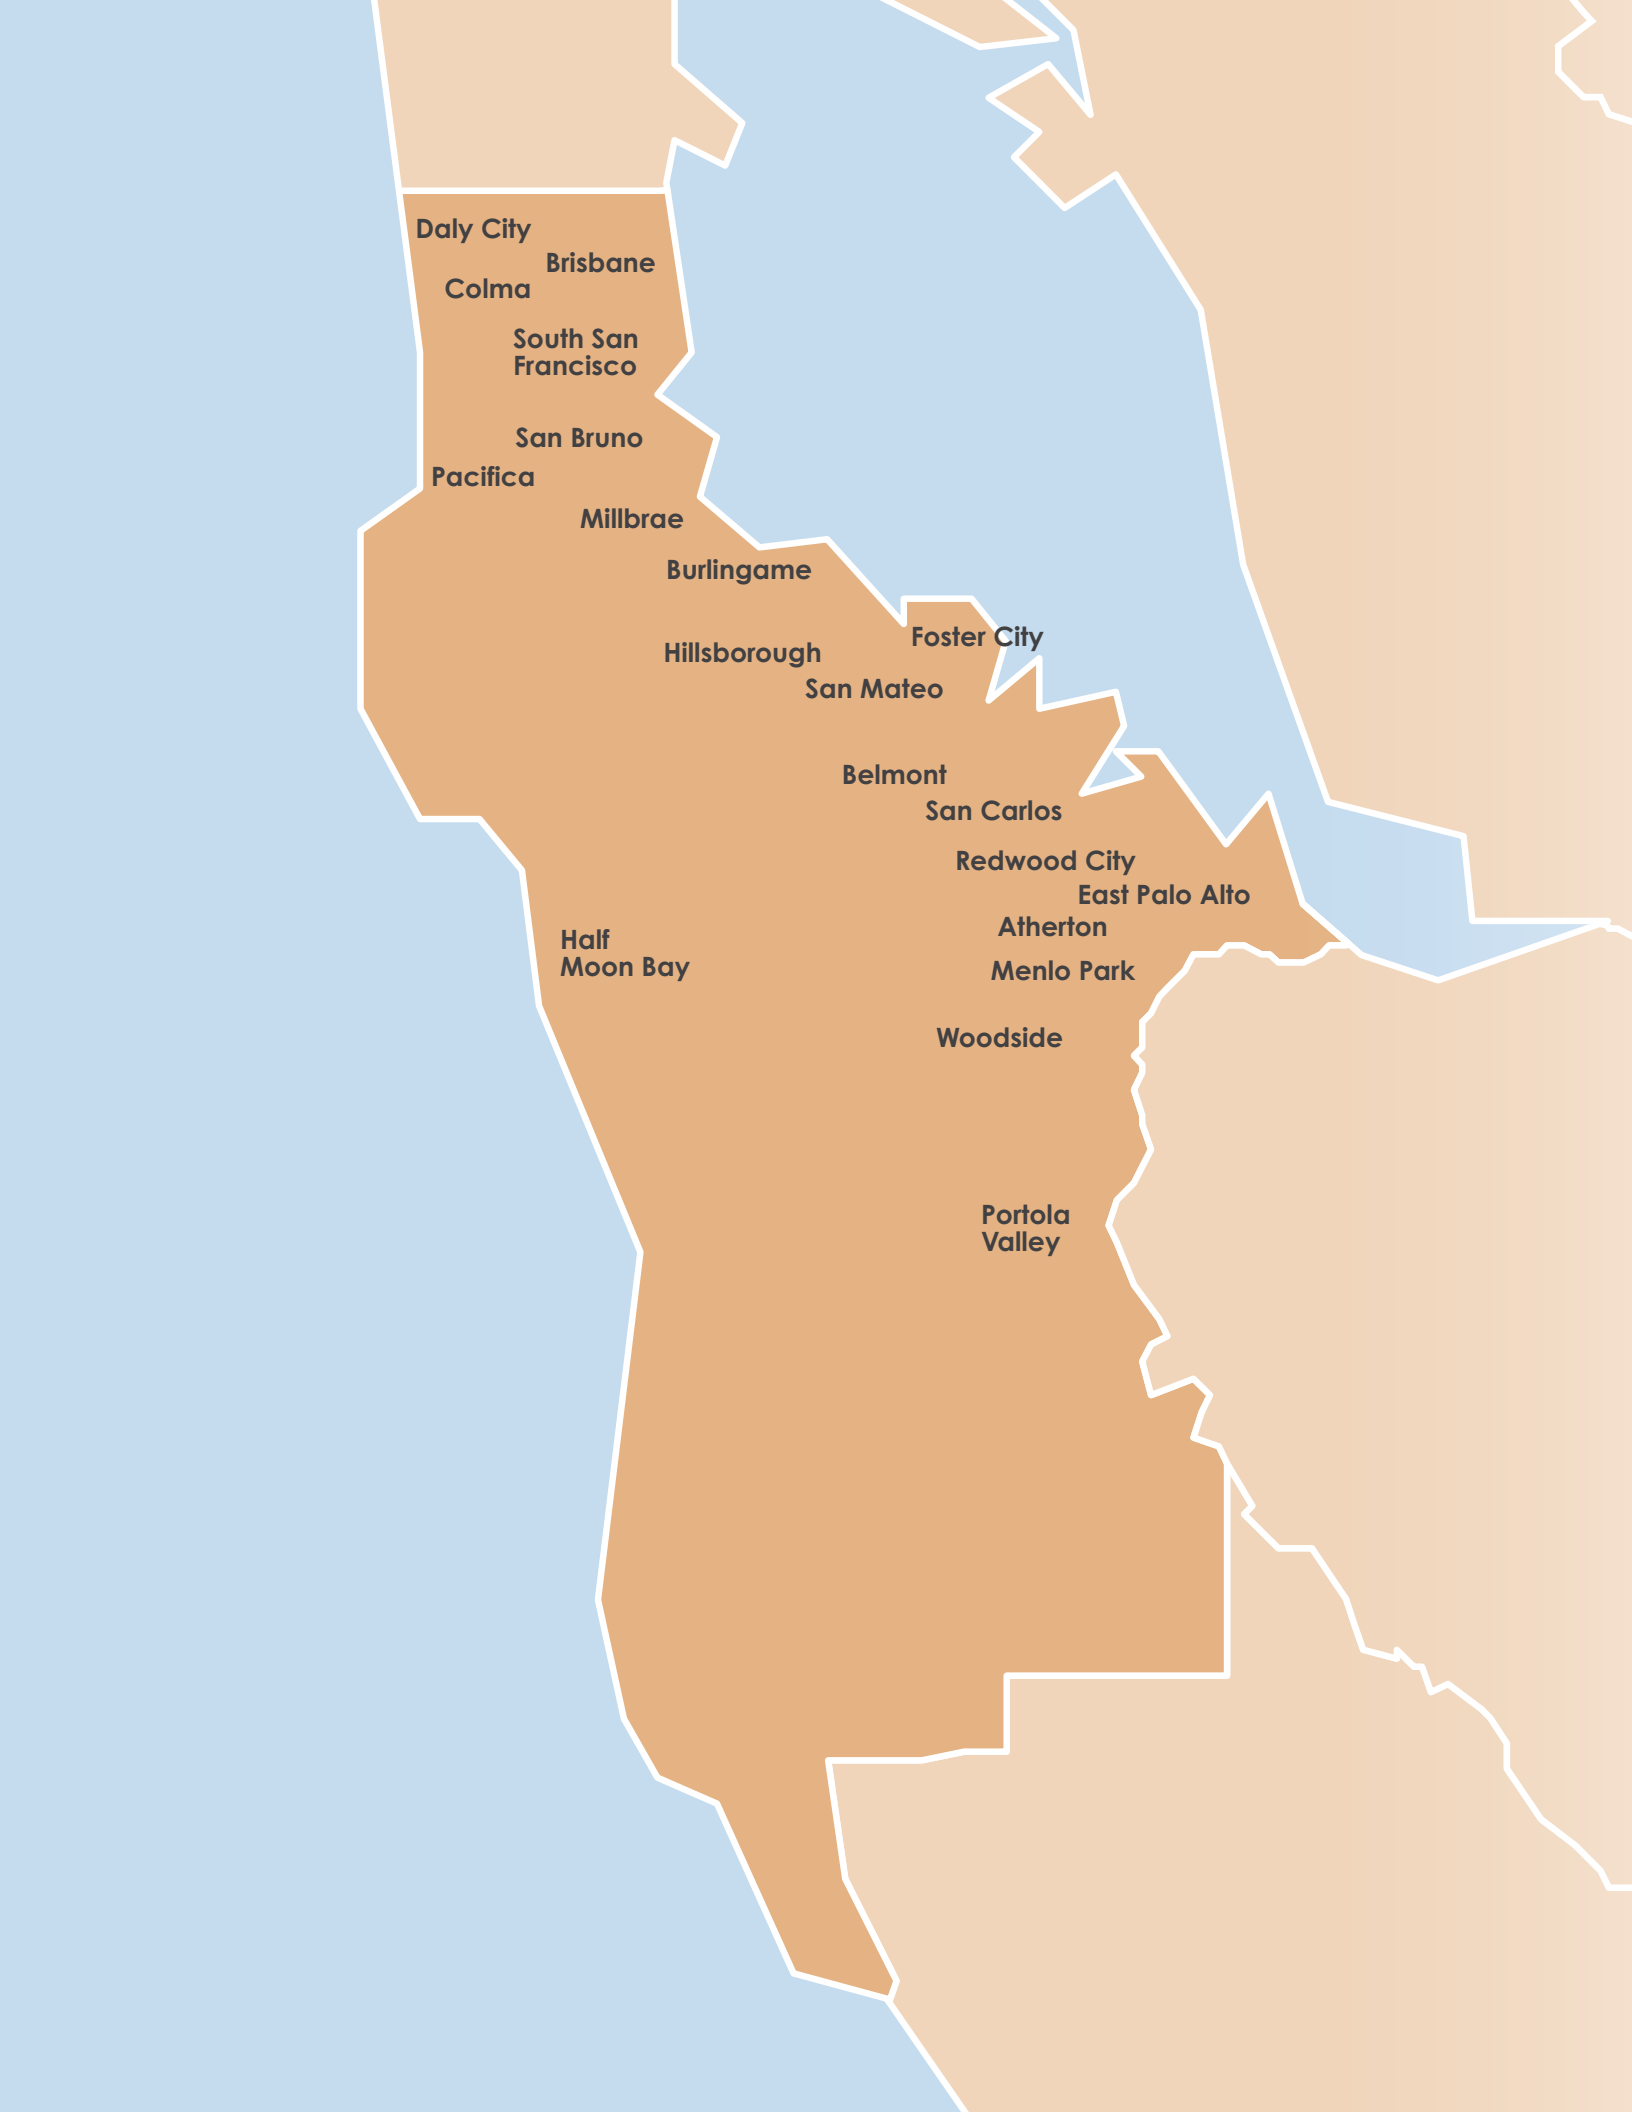 Daly City
Brisbane
Colma
South San
Francisco
San Bruno
Pacifica
Millbrae
Burlingame
Foster City
Hillsborough
San Mateo
Belmont
San Carlos
Redwood City
East Palo Alto
Atherton
Half
Moon Bay
Menlo Park
Woodside
Portola
Valley